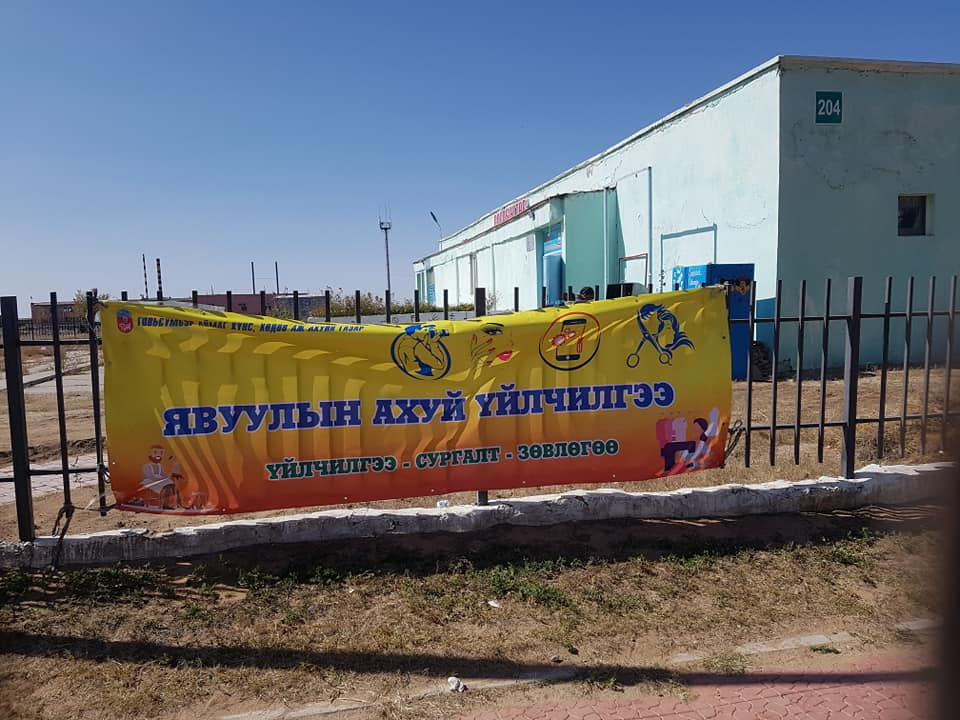 204
ГОВЬСҮМБЭР АЙМАГ ХҮНС, ХӨДӨӨ АЖ АХУЙН ГАЗАР
ЯВУУЛЫН АХУЙ ҮЙЛЧИЛГЭЭ
ҮЙЛЧИЛГЭЭ - СУРГАЛТ - ЗӨВЛӨГӨӨ